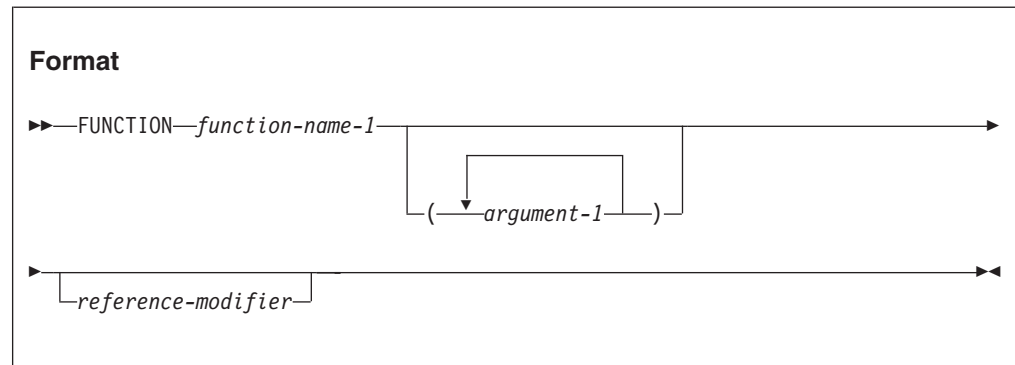 Format
FUNCTION function-name-1
( argument-1 )
reference-modifier